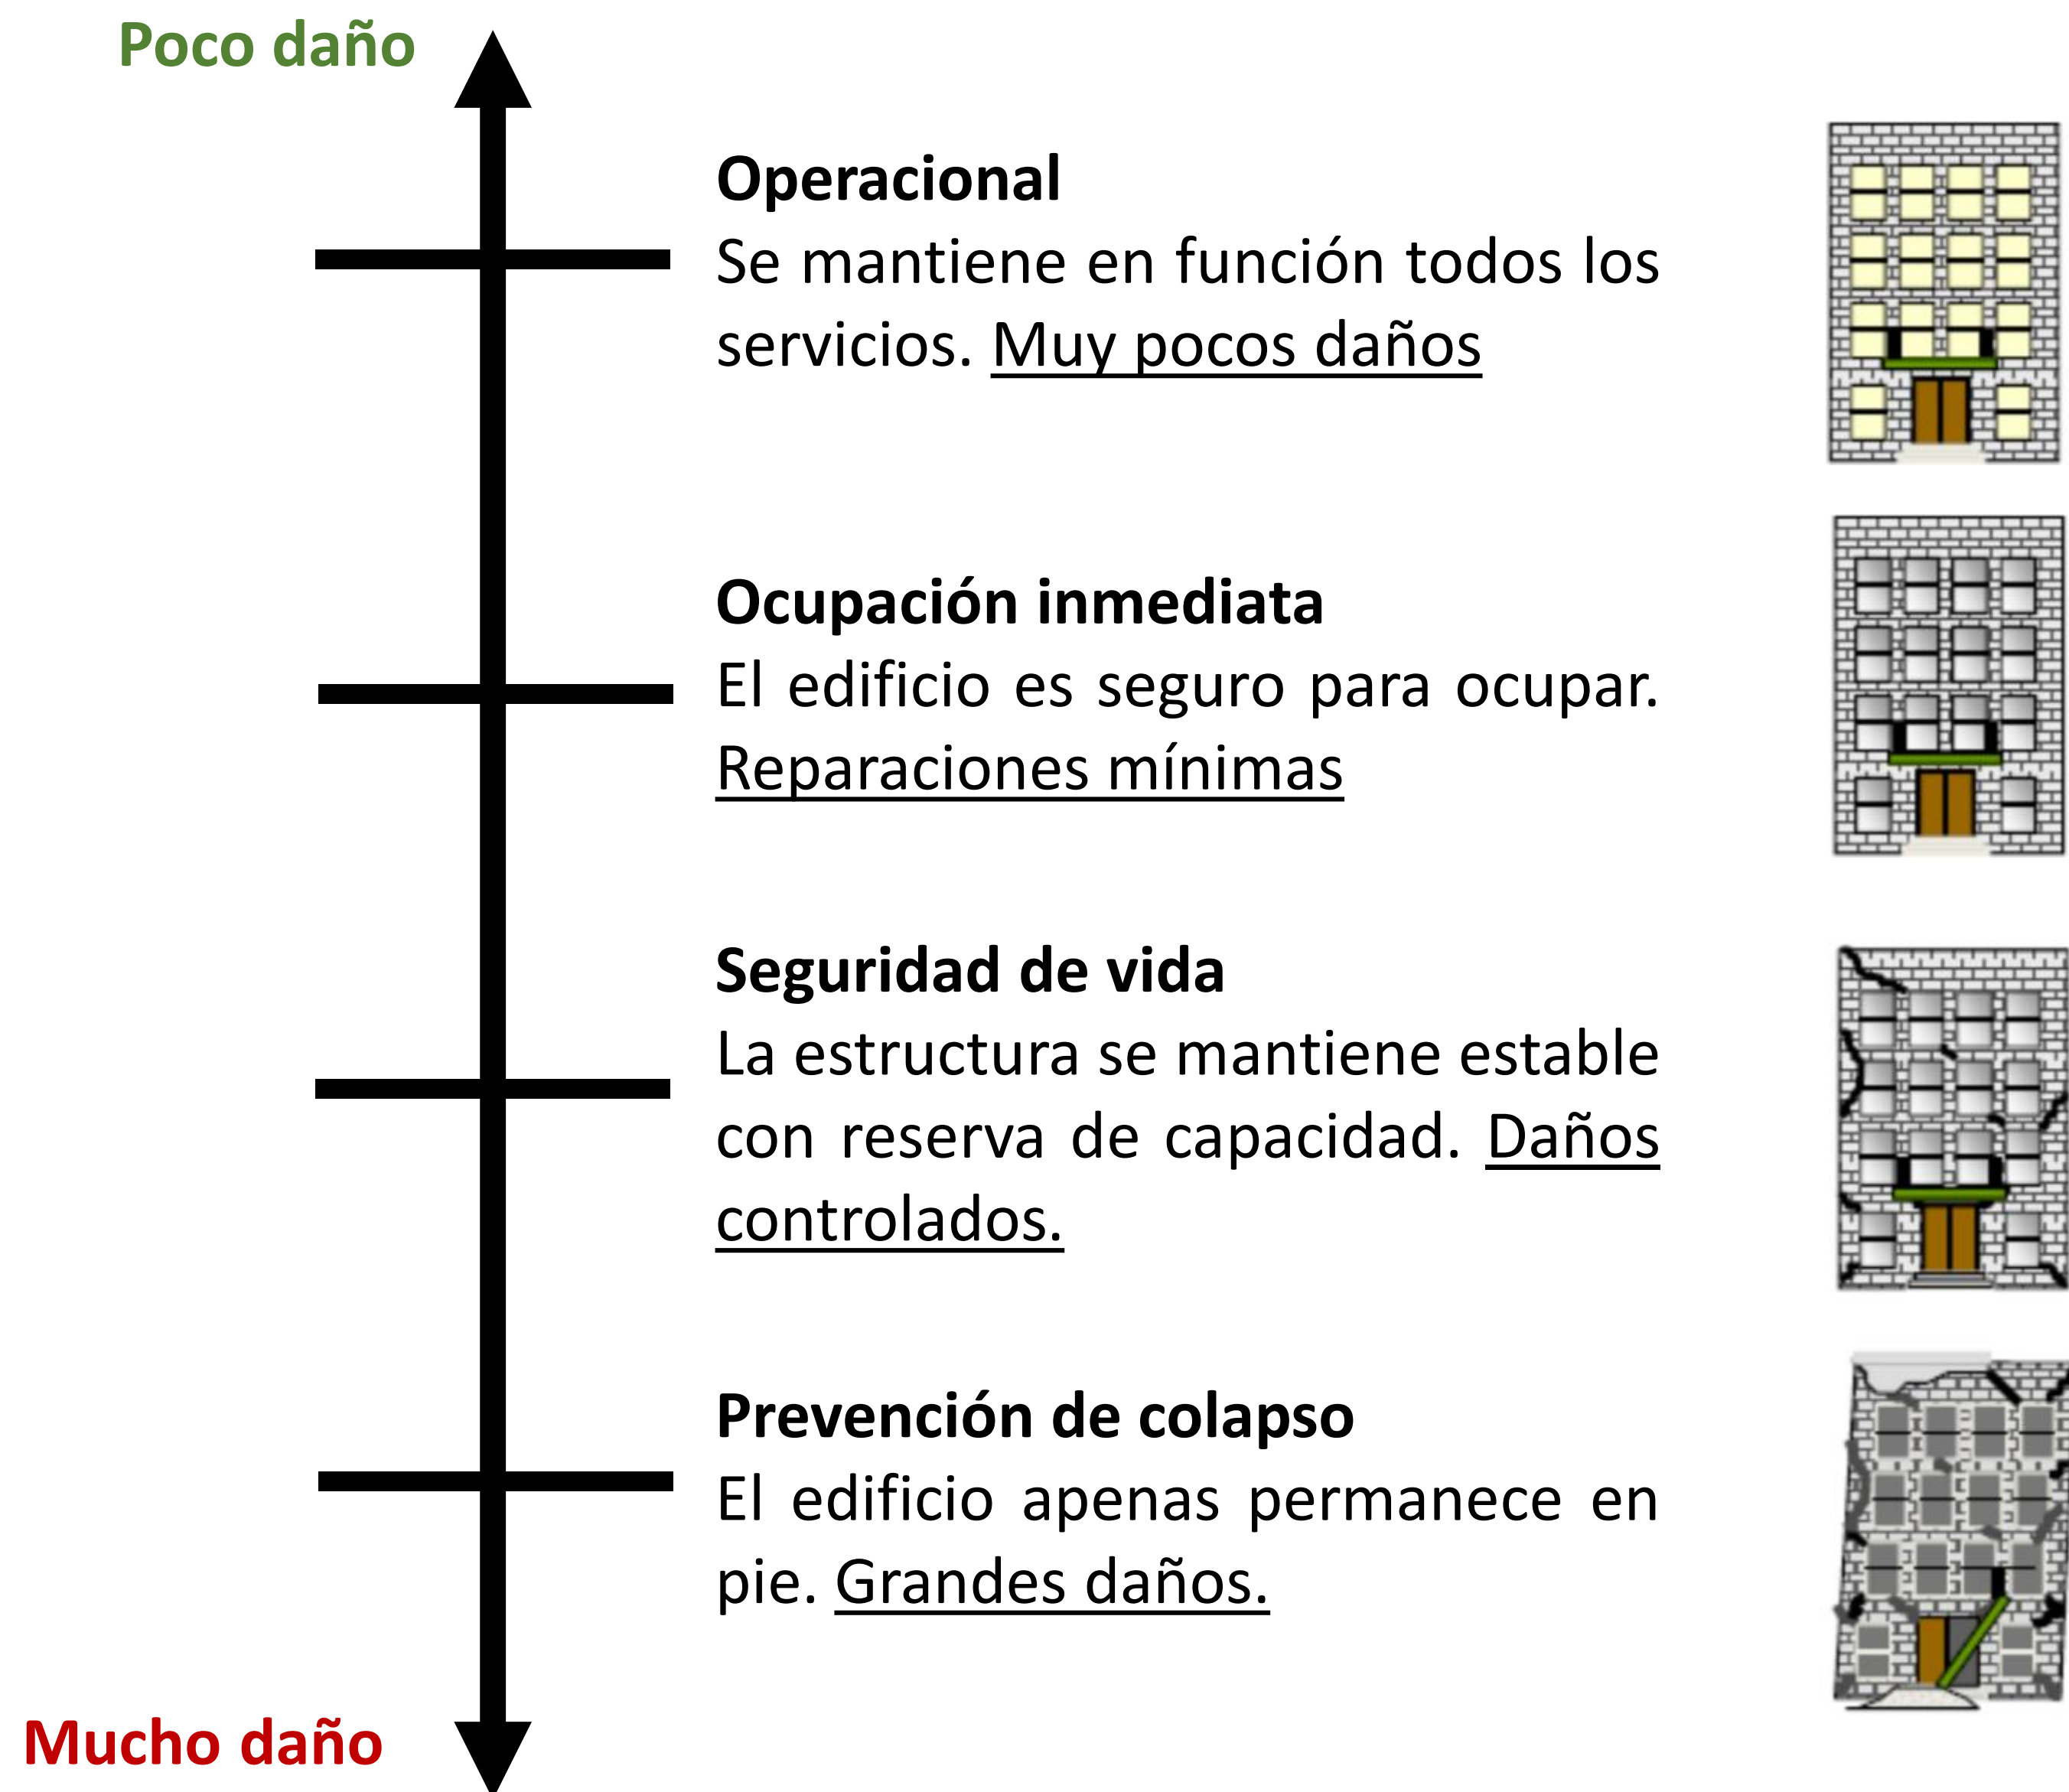 Poco daño
Operacional
Se mantiene en función todos los
servicios. Muy pocos daños
Ocupación inmediata
El edificio es seguro para ocupar.
Reparaciones mínimas
Seguridad de vida
La estructura se mantiene estable
con reserva de capacidad. Daños
controlados.
Prevención de colapso
El edificio apenas permanece en
pie. Grandes daños.
Mucho daño